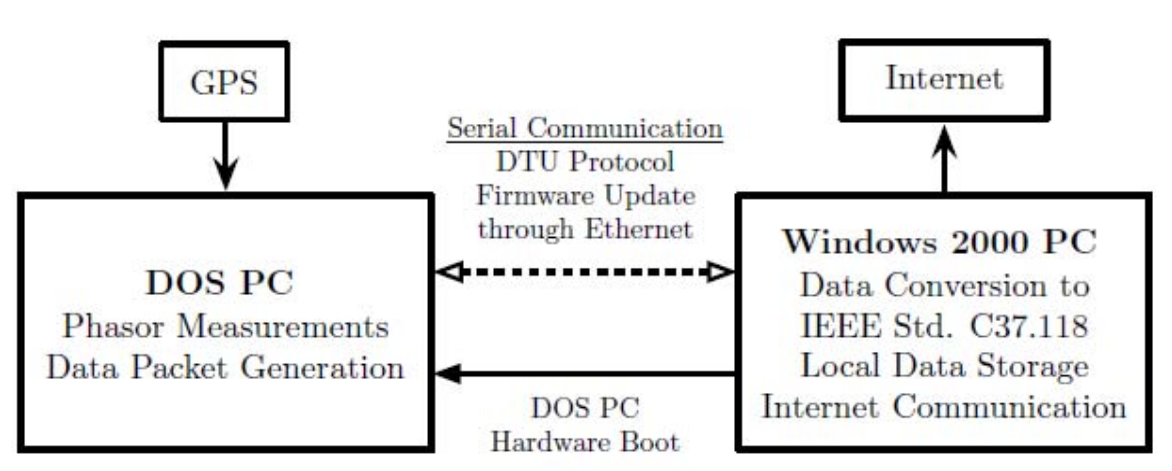 GPS
Internet
Serial Communication
DTU Protocol
Firmware Update
through Ethernet
DOS PC
Phasor Measurements
Data Packet Generation
Windows 2000 PC
Data Conversion to
IEEE Std. C37.118
Local Data Storage
Internet Communication
DOS PC
Hardware Boot